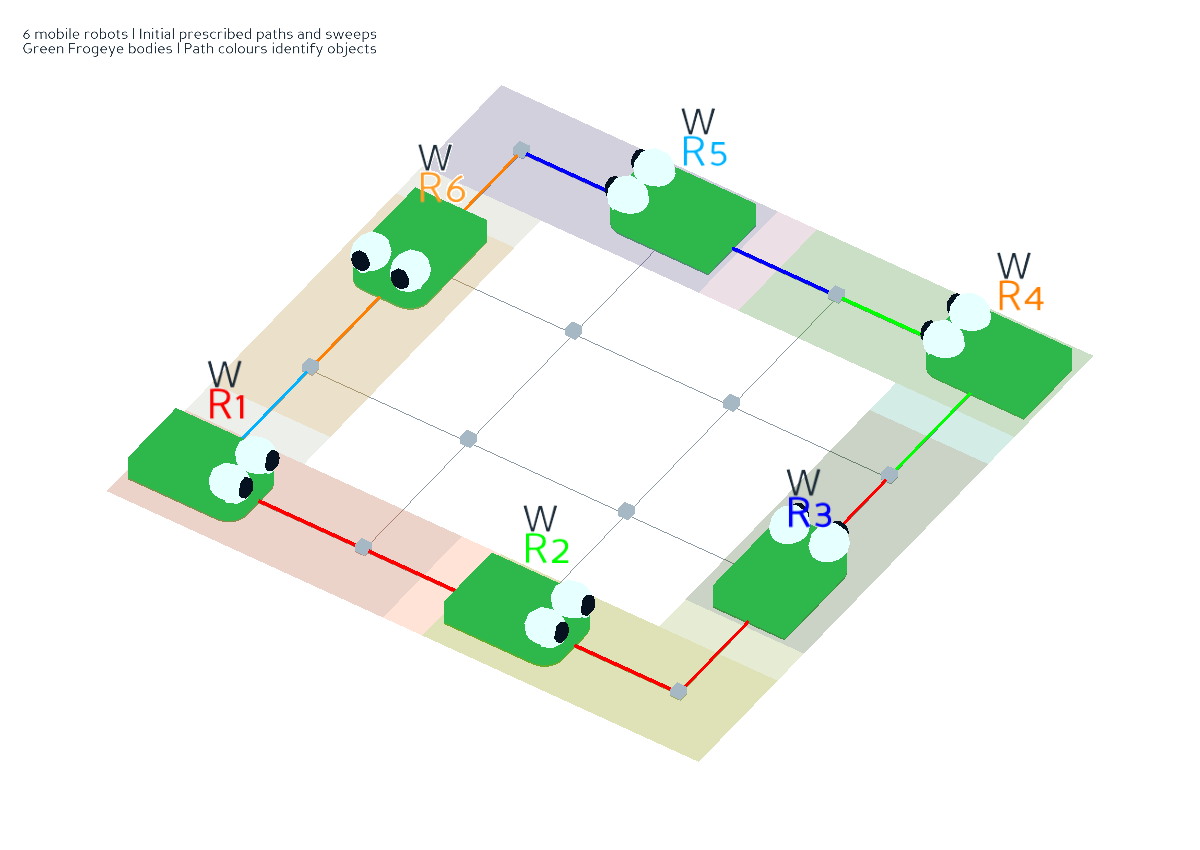 6 mobile robots | Initial prescribed paths and sweeps
Green Frogeye bodies | Path colours identify objects
W
R5
W
R6
W
R4
W
R1
W
R3
W
R2